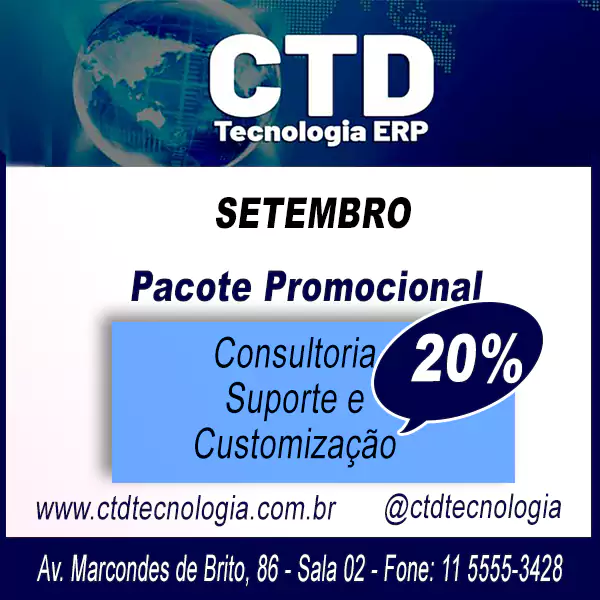 CTD
Tecnologia ERP
SETEMBRO
Pacote Promocional
Consultoria
Suporte e
Customização
20%
www.ctdtecnologia.com.br
@ctdtecnologia
Av. Marcondes de Brito, 86 - Sala 02 - Fone: 11 5555-3428